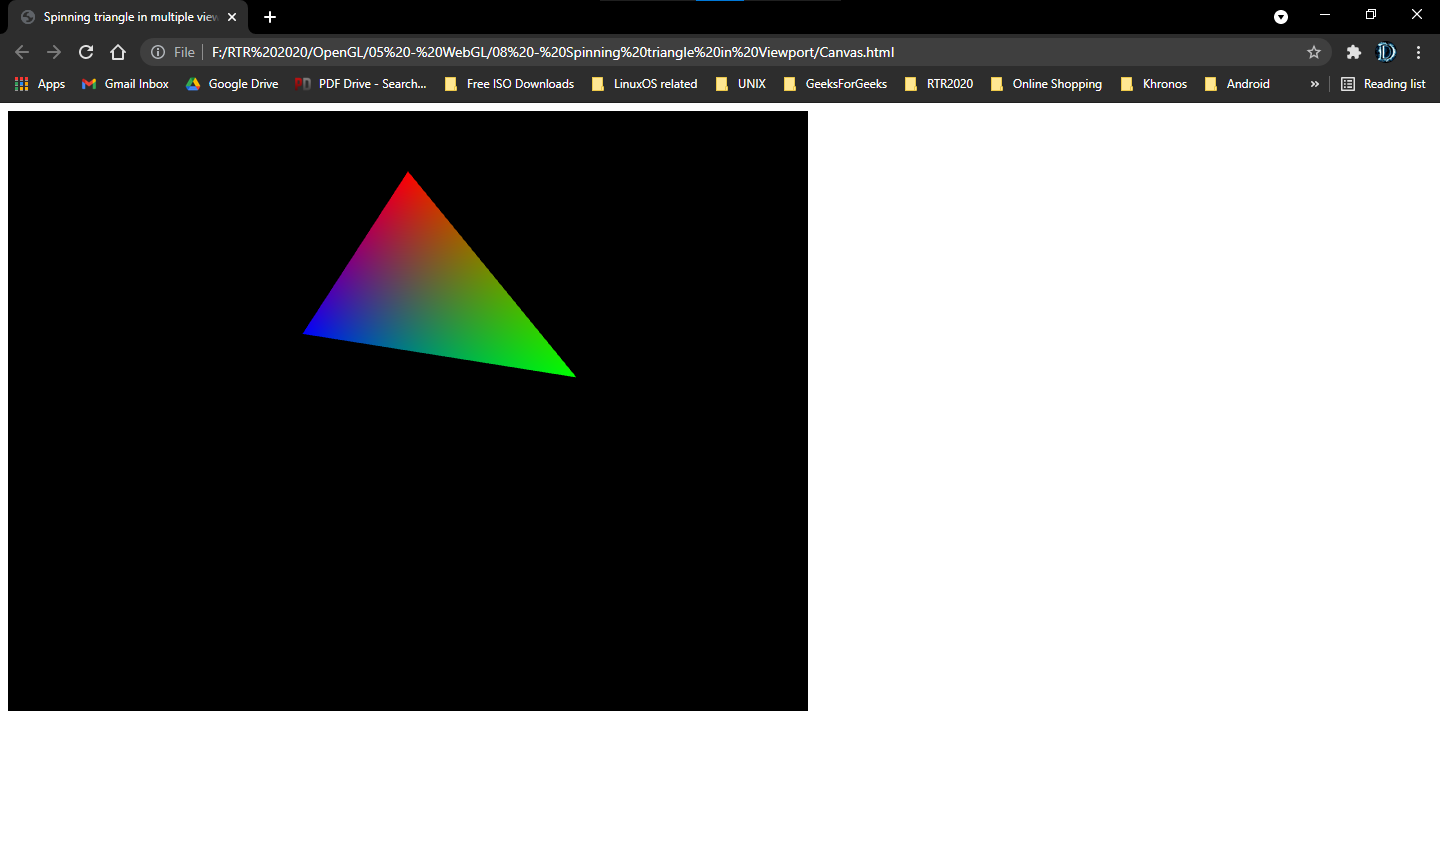 Spinning triangle in multiple view
File F:/RTR%202020/OpenGL/05%20-%20WebGL/08%20-%20Spinning%20triangle%20in%20Viewport/Canvas.html
Apps Gmail Inbox Google Drive PDF Drive - Search... Free ISO Downloads LinuxOS related UNIX GeeksForGeeks RTR2020 Online Shopping Khronos Android » Reading list